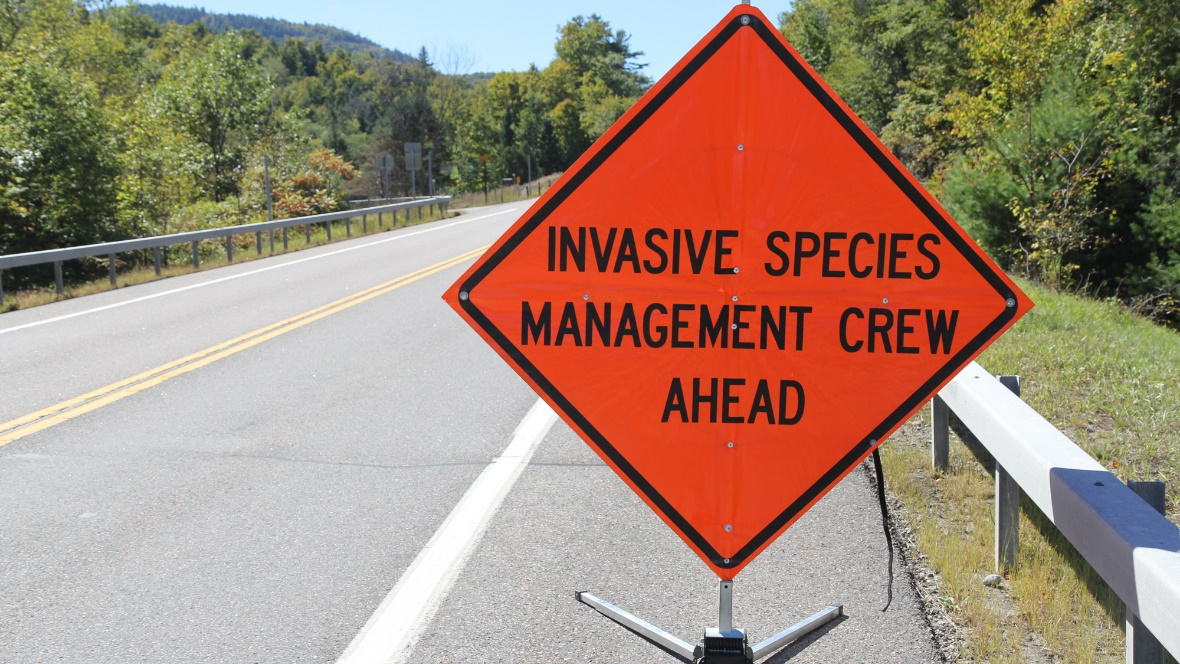 INVASIVE SPECIES
MANAGEMENT CREW
AHEAD